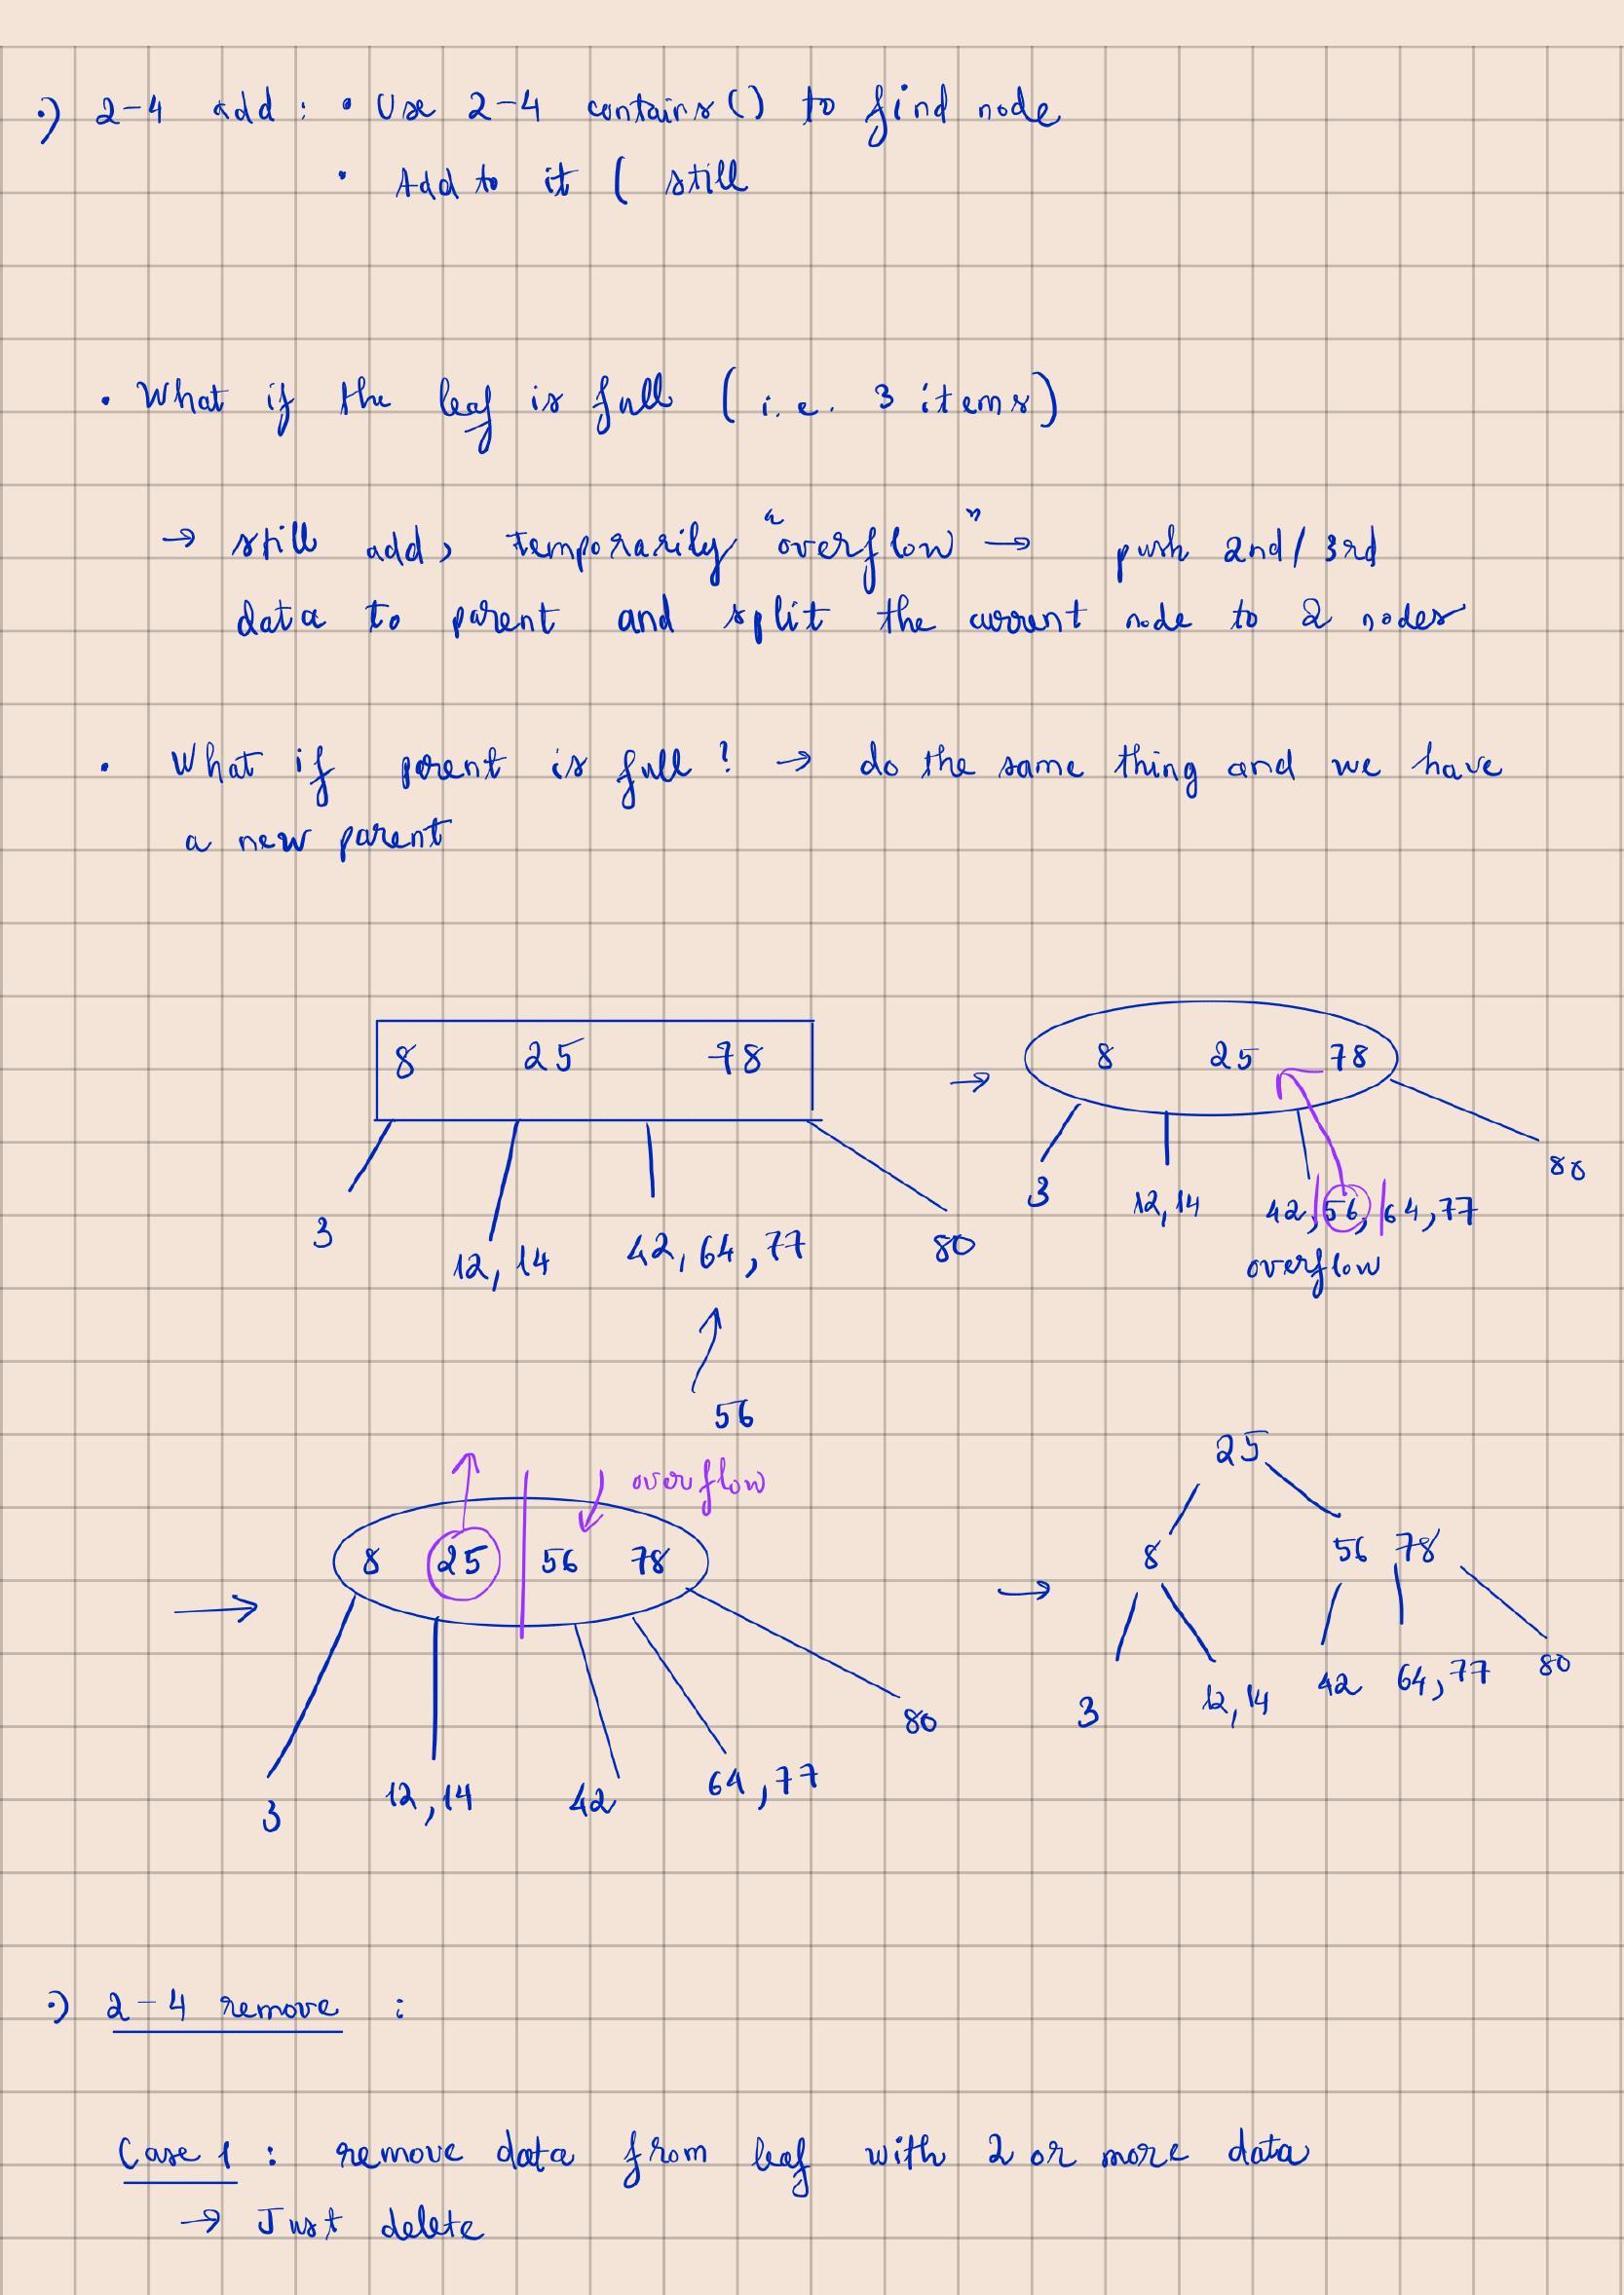 ·) 2-4 add : • Use 2-4 contains() to find node
• Add to it ( still
• What if the leaf is full ( i.e. 3 items)
→ still add, temporarily "overflow" → push 2nd/3rd
data to parent and split the current node to 2 nodes
• What if parent is full ? → do the same thing and we have
a new parent
8 25 78
3 12,14 42,64,77 80
56
→ 8 25 78
3 12,14 42,56,64,77 80
overflow
overflow
→ 8 25 56 78
3 12,14 42 64,77 80
25
→ 8 56 78
3 12,14 42 64,77 80
·) 2-4 remove :
Case 1 : remove data from leaf with 2 or more data
→ Just delete